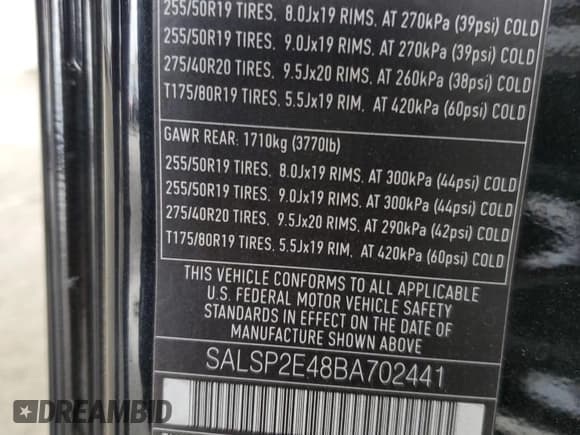 255/50R19 TIRES. 8.0Jx19 RIMS. AT 270kPa (39psi) COLD
255/50R19 TIRES. 9.0Jx19 RIMS. AT 270kPa (39psi) COLD
275/40R20 TIRES. 9.5Jx20 RIMS. AT 260kPa (38psi) COLD
T175/80R19 TIRES. 5.5Jx19 RIM, AT 420kPa (60psi) COLD
GAWR REAR: 1710kg (3770lb)
255/50R19 TIRES. 8.0Jx19 RIMS. AT 300kPa (44psi) COLD
255/50R19 TIRES. 9.0Jx19 RIMS. AT 300kPa (44psi) COLD
275/40R20 TIRES. 9.5Jx20 RIMS. AT 290kPa (42psi) COLD
T175/80R19 TIRES. 5.5Jx19 RIM, AT 420kPa (60psi) COLD
THIS VEHICLE CONFORMS TO ALL APPLICABLE
U.S. FEDERAL MOTOR VEHICLE SAFETY
STANDARDS IN EFFECT ON THE DATE OF
MANUFACTURE SHOWN ABOVE
SALSP2E48BA702441
DREAMBID